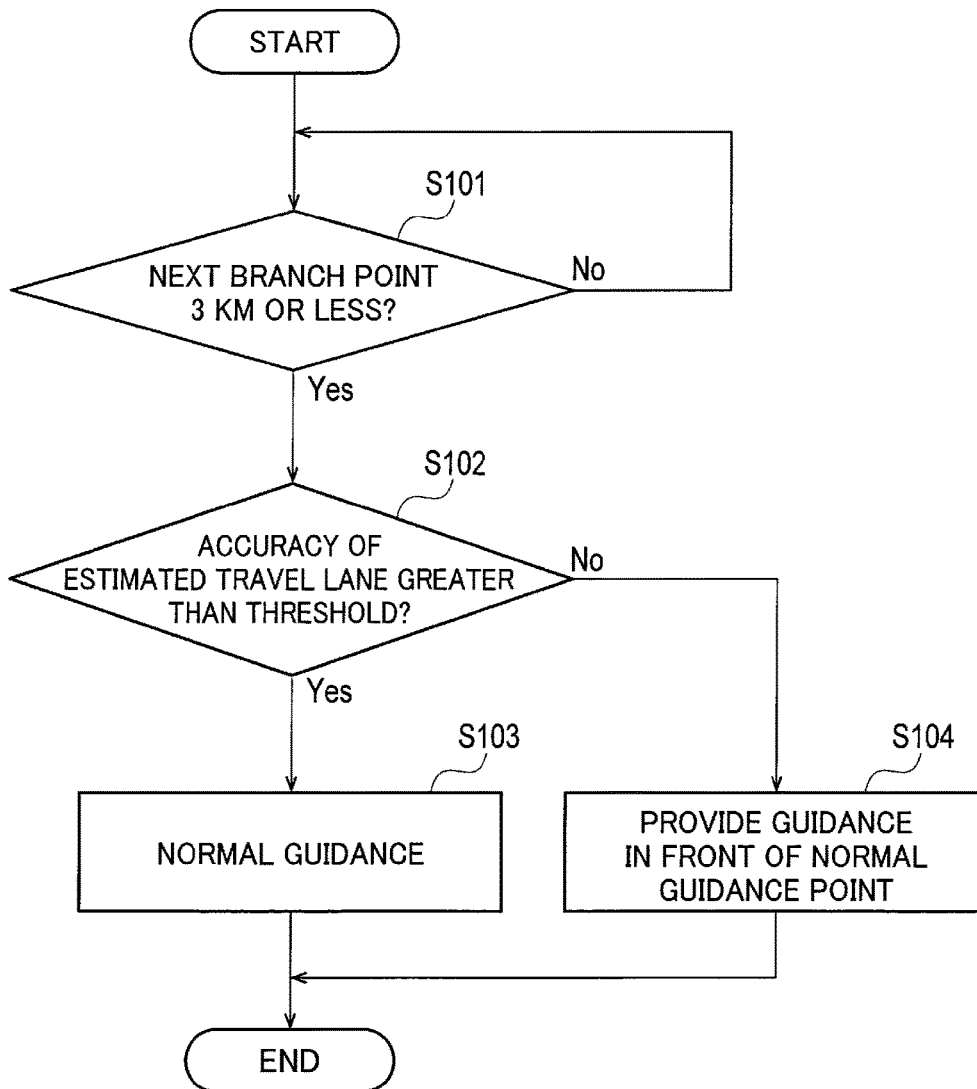 START
S101
NEXT BRANCH POINT
3 KM OR LESS?
No
Yes
S102
ACCURACY OF
ESTIMATED TRAVEL LANE GREATER
THAN THRESHOLD?
No
Yes
S103
NORMAL GUIDANCE
S104
PROVIDE GUIDANCE
IN FRONT OF NORMAL
GUIDANCE POINT
END